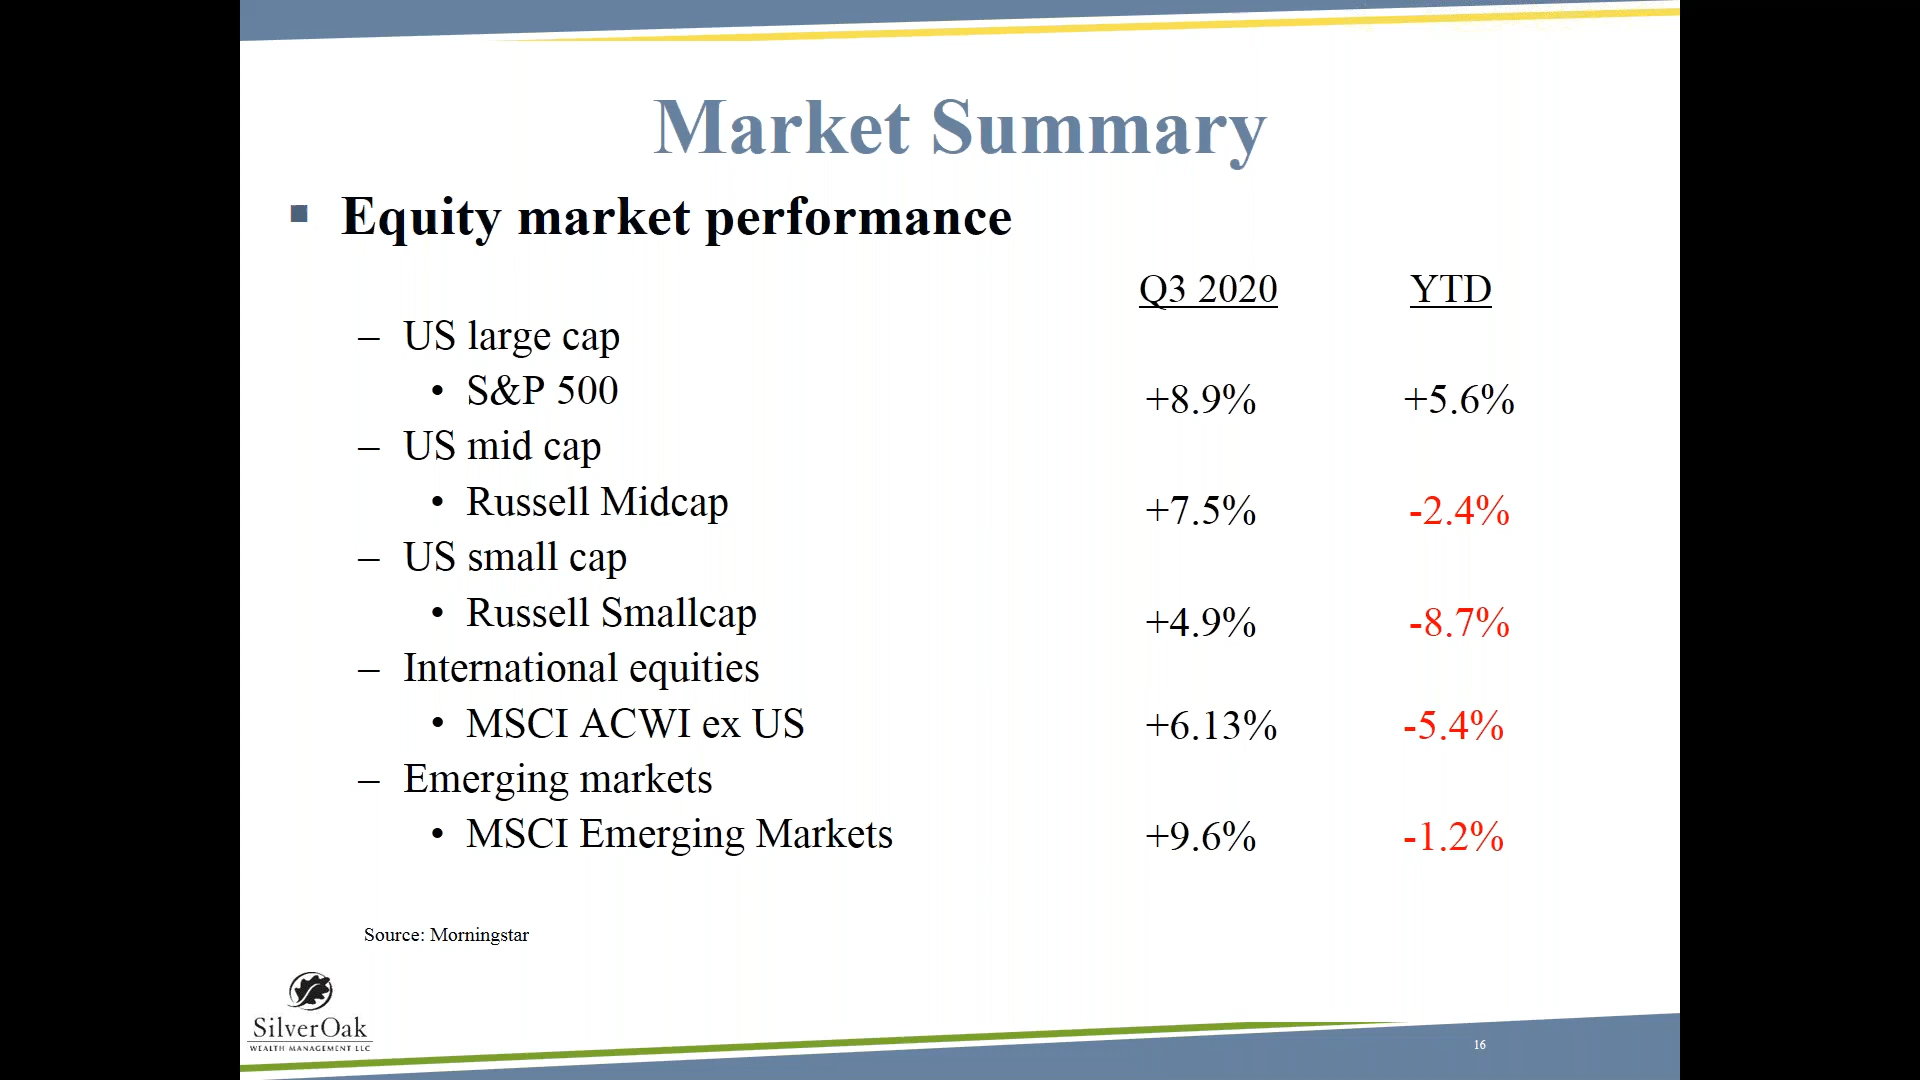 Market Summary
▪ Equity market performance
Q3 2020 YTD
– US large cap
• S&P 500 +8.9% +5.6%
– US mid cap
• Russell Midcap +7.5% -2.4%
– US small cap
• Russell Smallcap +4.9% -8.7%
– International equities
• MSCI ACWI ex US +6.13% -5.4%
– Emerging markets
• MSCI Emerging Markets +9.6% -1.2%
Source: Morningstar
SilverOak
WEALTH MANAGEMENT LLC
16